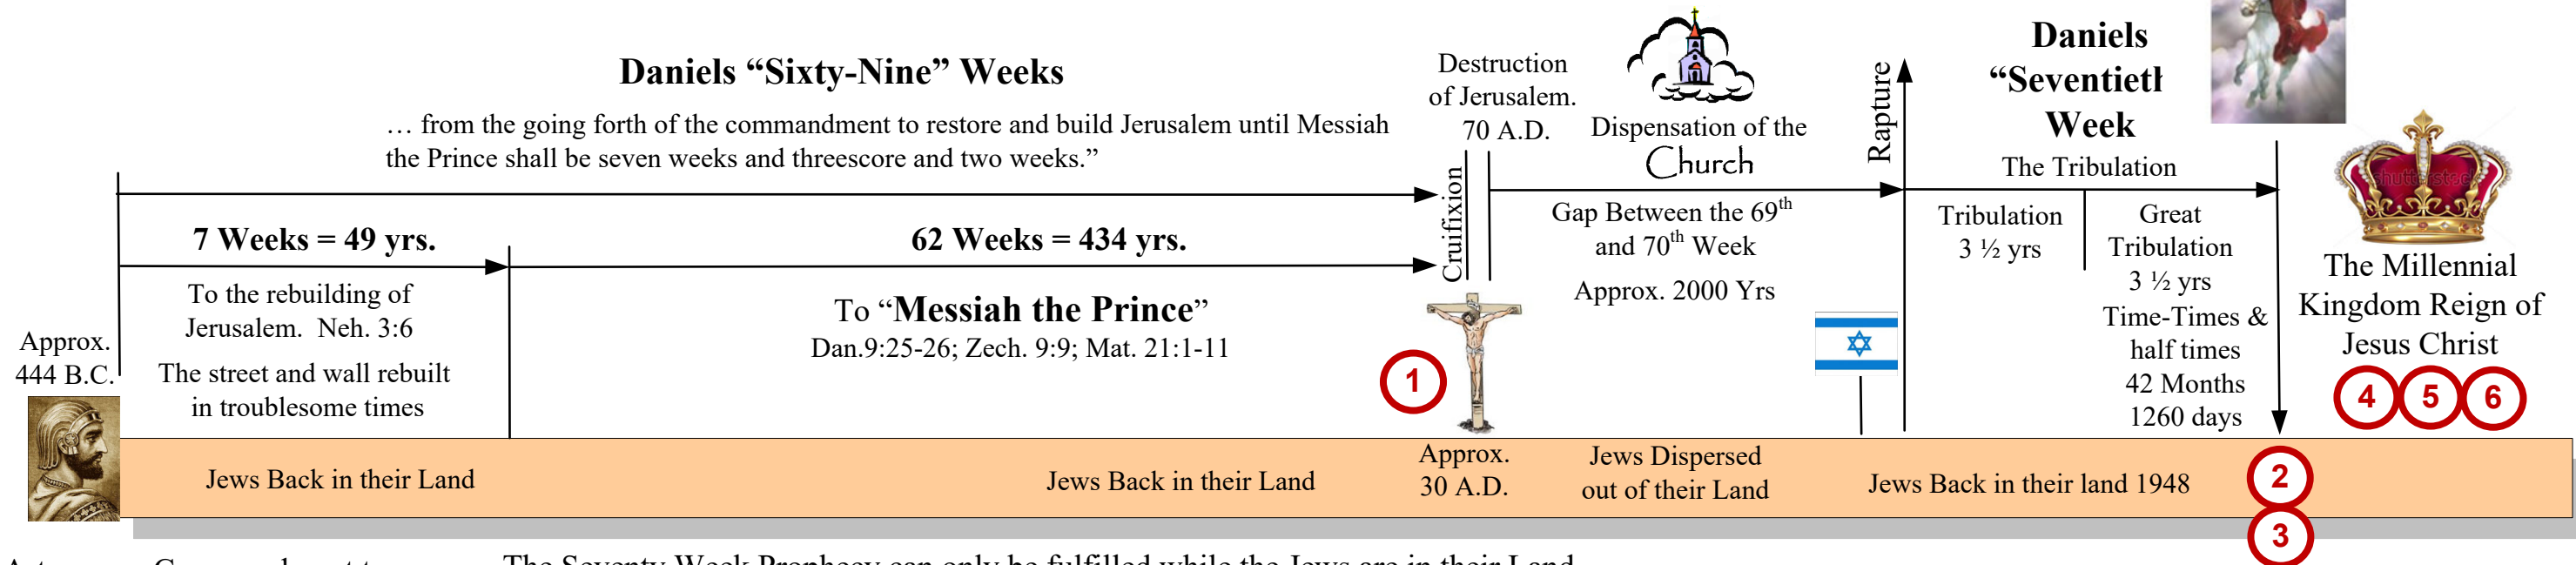 Daniels “Sixty-Nine” Weeks
… from the going forth of the commandment to restore and build Jerusalem until Messiah
the Prince shall be seven weeks and threescore and two weeks.”
7 Weeks = 49 yrs.
62 Weeks = 434 yrs.
To the rebuilding of
Jerusalem. Neh. 3:6
The street and wall rebuilt
in troublesome times
Approx.
444 B.C.
To “Messiah the Prince”
Dan.9:25-26; Zech. 9:9; Mat. 21:1-11
Destruction
of Jerusalem.
70 A.D.
Cruifixion
1
Dispensation of the
Church
Gap Between the 69th
and 70th Week
Approx. 2000 Yrs
Rapture
Daniels
“Seventieth
Week
The Tribulation
Tribulation
3 ½ yrs
Great
Tribulation
3 ½ yrs
Time-Times &
half times
42 Months
1260 days
shutterstock
The Millennial
Kingdom Reign of
Jesus Christ
4 5 6
Jews Back in their Land
Jews Back in their Land
Approx.
30 A.D.
Jews Dispersed
out of their Land
Jews Back in their land 1948
2
3
The Seventy Week Prophecy can only be fulfilled while the Jews are in their Land